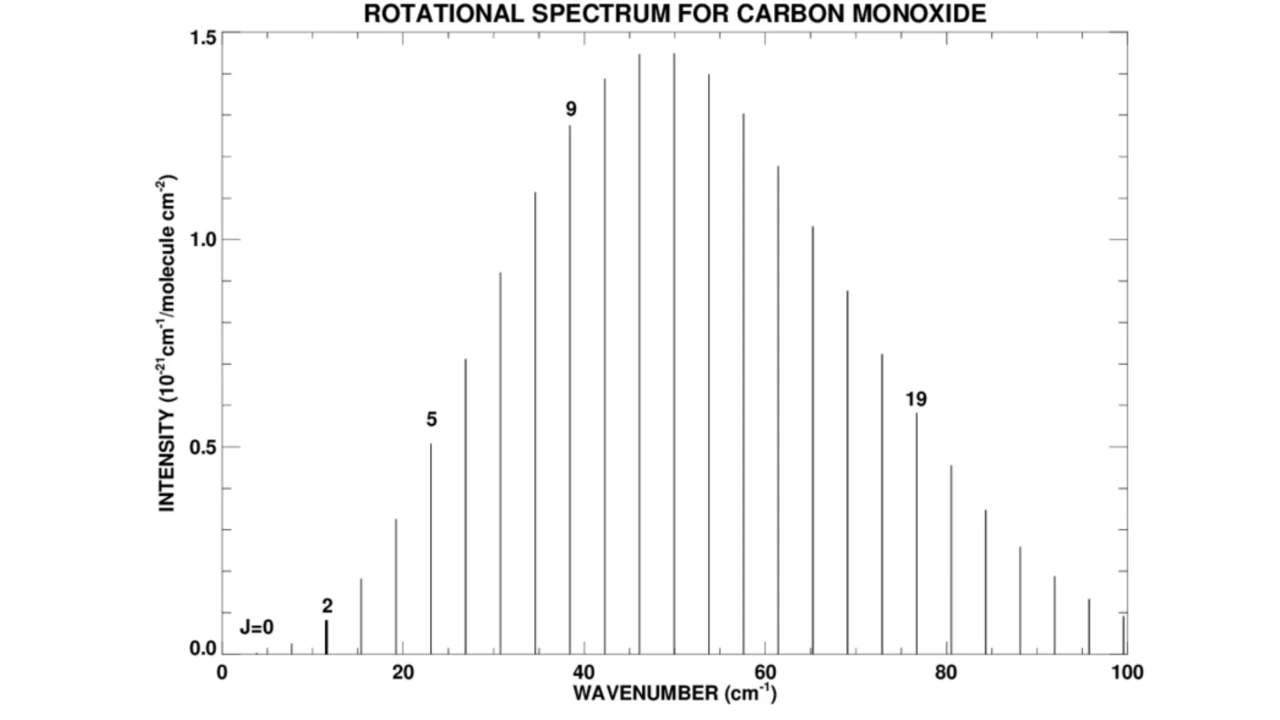 ROTATIONAL SPECTRUM FOR CARBON MONOXIDE
1.5
1.0
0.5
0.0
INTENSITY (10⁻²¹cm⁻¹/molecule cm⁻²)
J=0
2
5
9
19
0 20 40 60 80 100
WAVENUMBER (cm⁻¹)